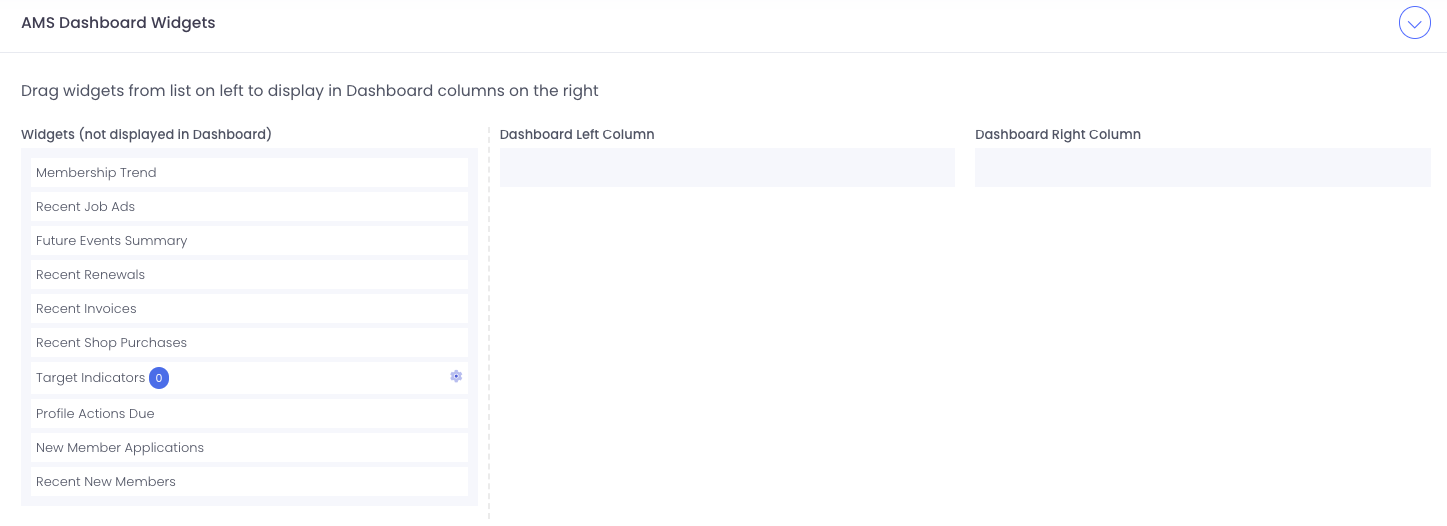 AMS Dashboard Widgets
Drag widgets from list on left to display in Dashboard columns on the right
Widgets (not displayed in Dashboard)
Membership Trend
Recent Job Ads
Future Events Summary
Recent Renewals
Recent Invoices
Recent Shop Purchases
Target Indicators 0
Profile Actions Due
New Member Applications
Recent New Members
Dashboard Left Column
Dashboard Right Column